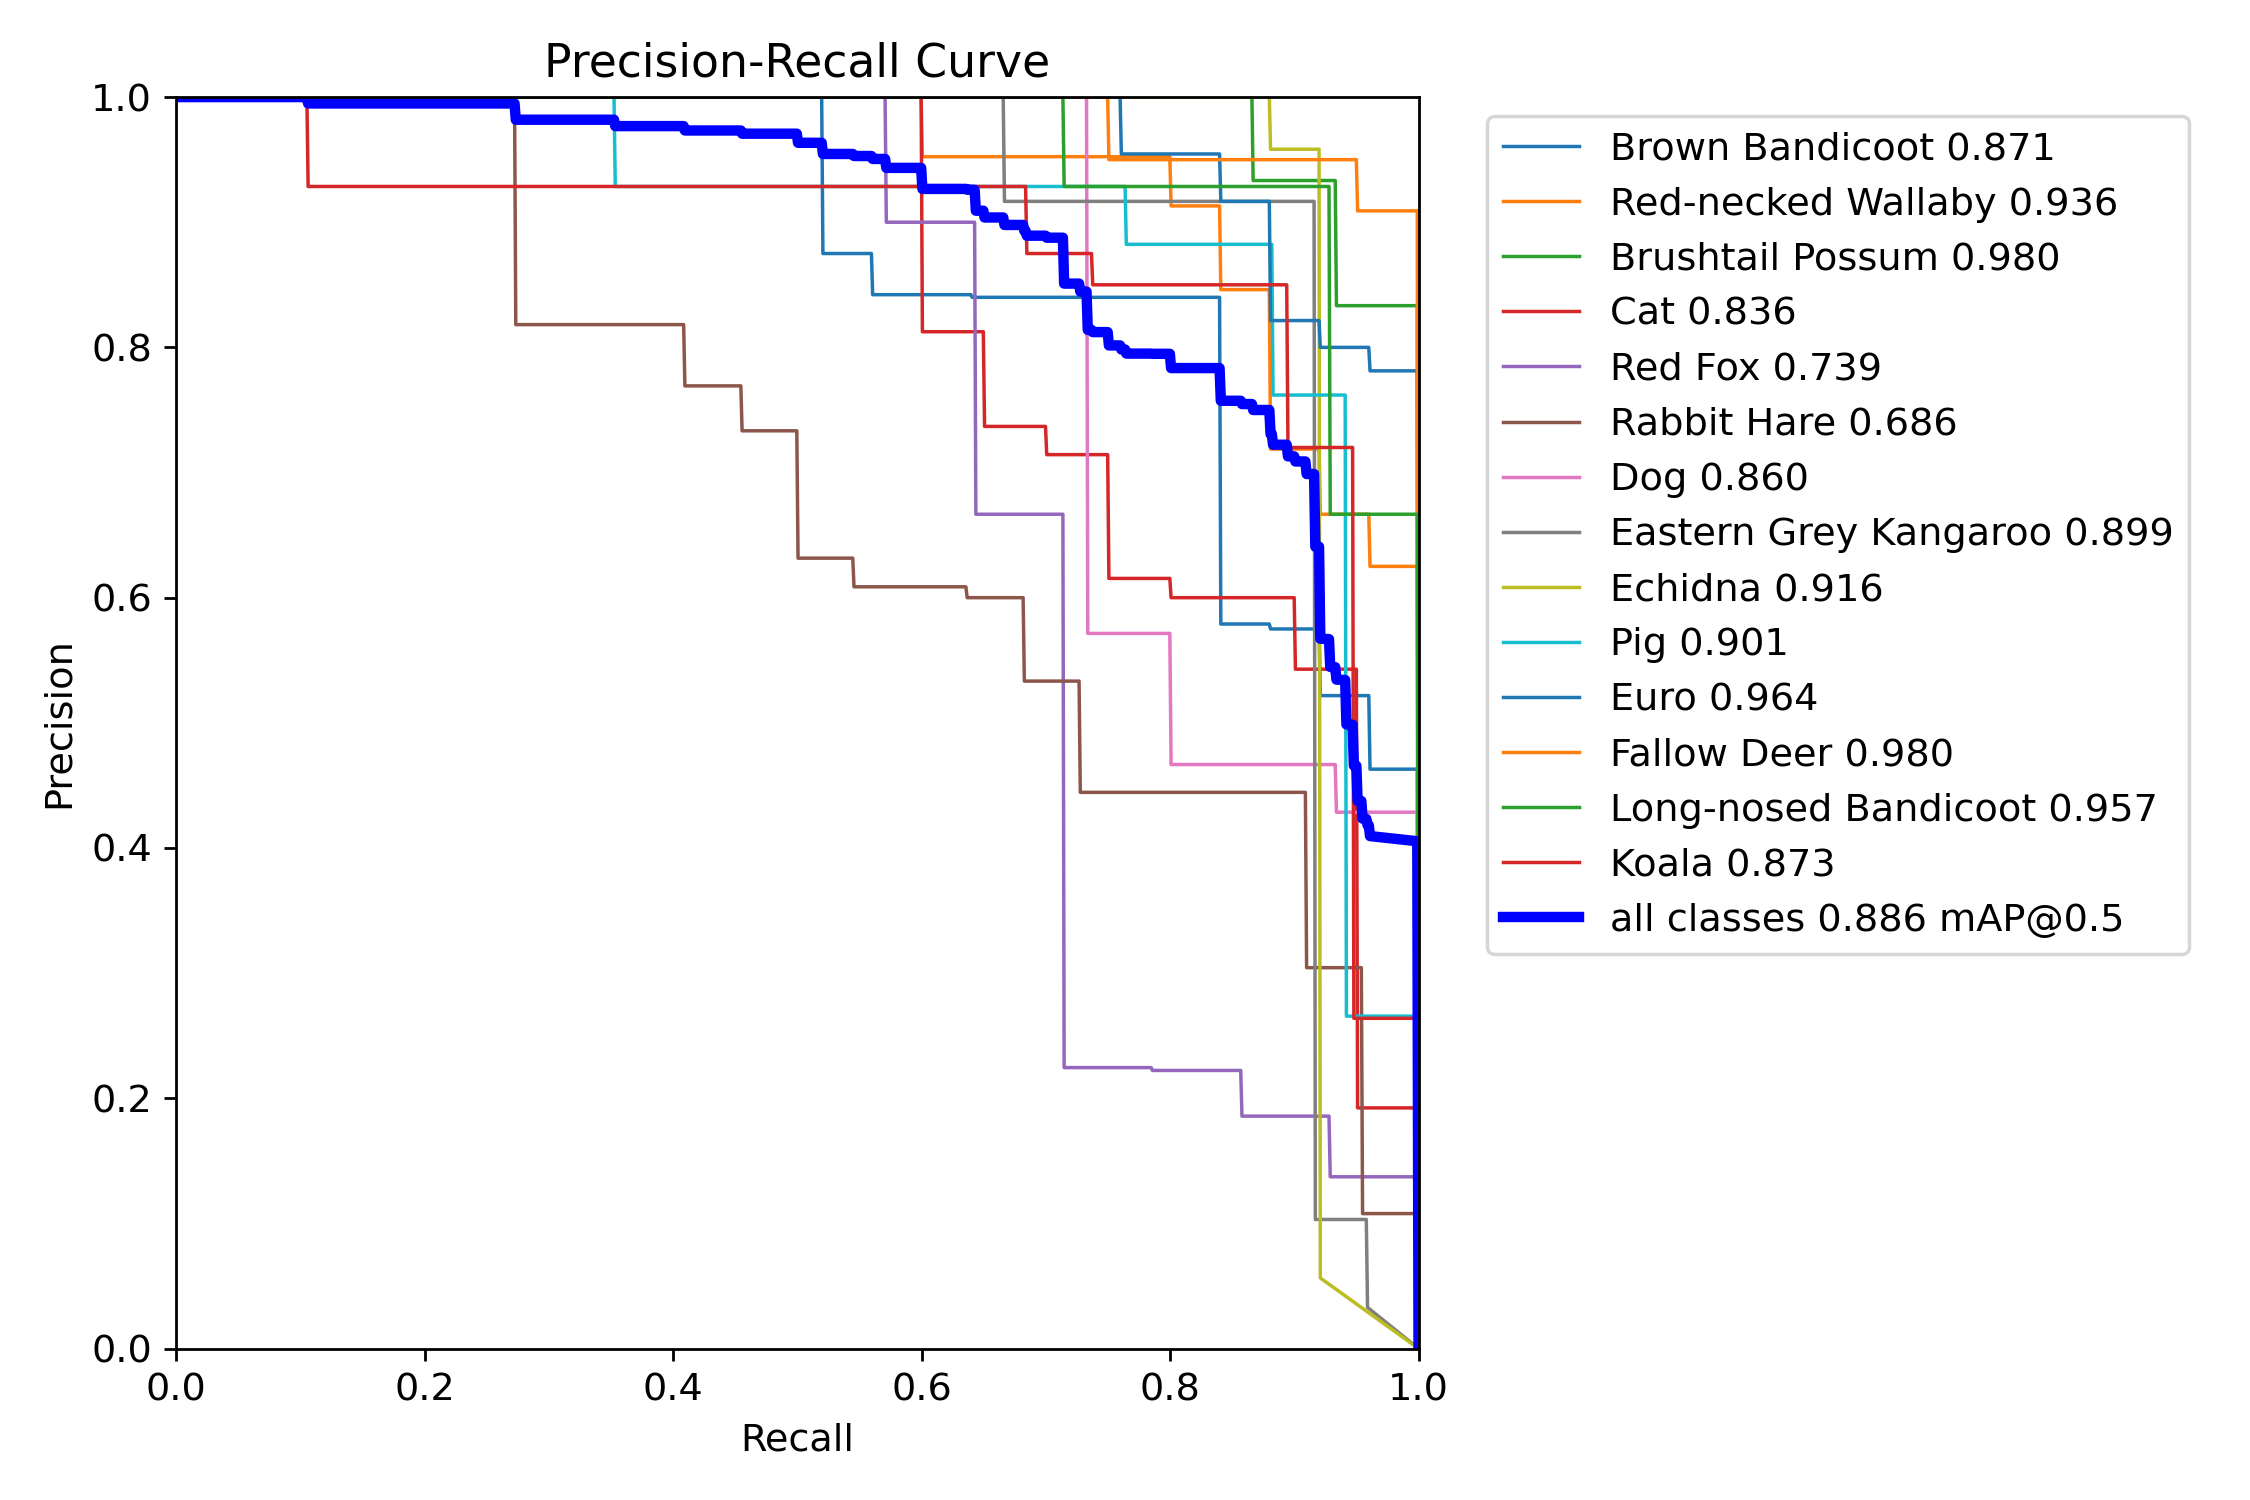 Precision-Recall Curve
1.0
0.8
0.6
0.4
0.2
0.0
Precision
0.0 0.2 0.4 0.6 0.8 1.0
Recall
Brown Bandicoot 0.871
Red-necked Wallaby 0.936
Brushtail Possum 0.980
Cat 0.836
Red Fox 0.739
Rabbit Hare 0.686
Dog 0.860
Eastern Grey Kangaroo 0.899
Echidna 0.916
Pig 0.901
Euro 0.964
Fallow Deer 0.980
Long-nosed Bandicoot 0.957
Koala 0.873
all classes 0.886 mAP@0.5